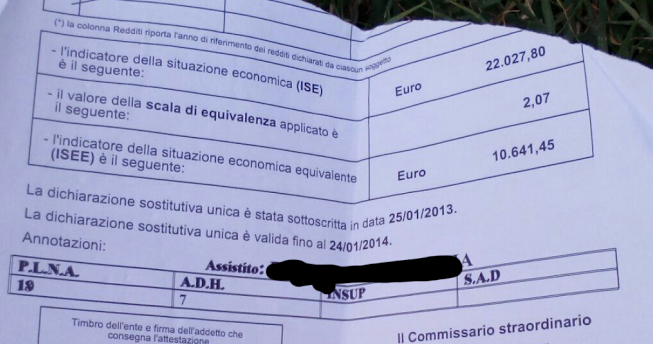 (*) la colonna Redditi riporta l'anno di riferimento dei redditi dichiarati da ciascun soggetto
- l'indicatore della situazione economica (ISE)
è il seguente:
Euro
22.027,80
- il valore della scala di equivalenza applicato è
il seguente:
2,07
- l'indicatore della situazione economica equivalente
(ISEE) è il seguente:
Euro
10.641,45
La dichiarazione sostitutiva unica è stata sottoscritta in data 25/01/2013.
La dichiarazione sostitutiva unica è valida fino al 24/01/2014.
Annotazioni:
Assistito:
A
P.L.N.A.
A.D.H.
INSUP
S.A.D
19
7
Timbro dell'ente e firma dell'addetto che
consegna l'attestazione
Il Commissario straordinario